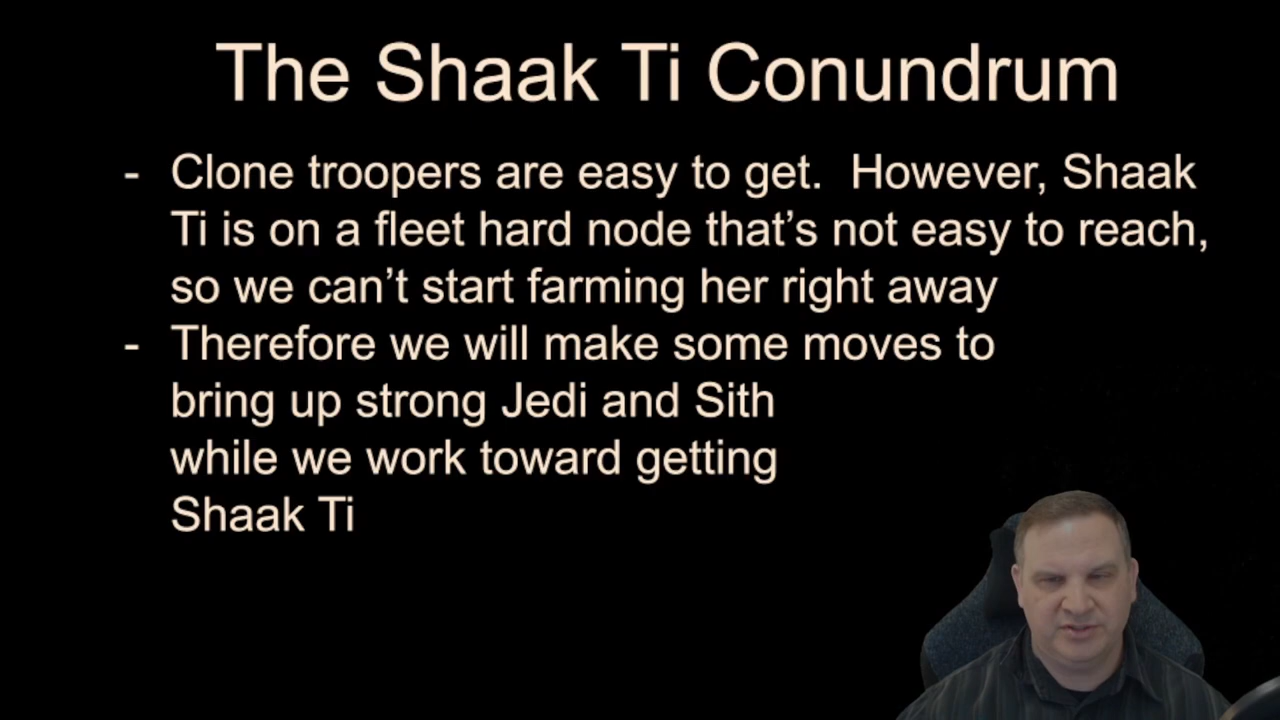 The Shaak Ti Conundrum
- Clone troopers are easy to get.  However, Shaak
Ti is on a fleet hard node that’s not easy to reach,
so we can’t start farming her right away
- Therefore we will make some moves to
bring up strong Jedi and Sith
while we work toward getting
Shaak Ti